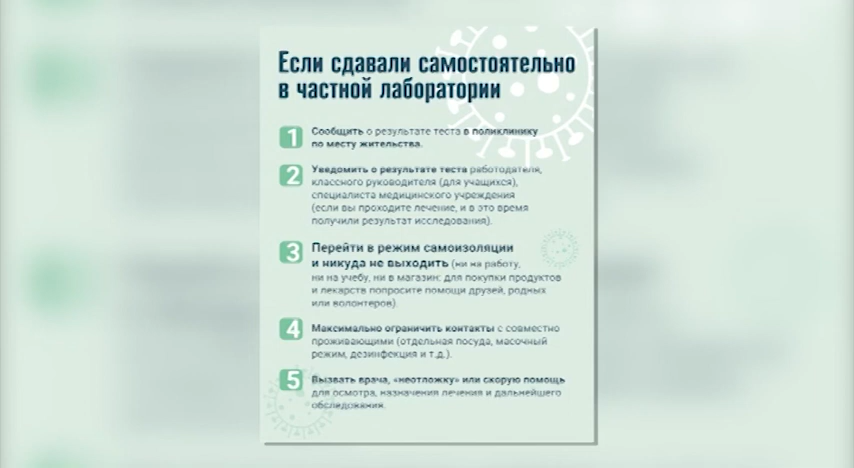 Если сдавали самостоятельно
в частной лаборатории
1 Сообщить о результате теста в поликлинику
по месту жительства.
2 Уведомить о результате теста работодателя,
классного руководителя (для учащихся),
специалиста медицинского учреждения
(если вы проходите лечение, и в это время
получили результат исследования).
3 Перейти в режим самоизоляции
и никуда не выходить (ни на работу,
ни на учебу, ни в магазин: для покупки продуктов
и лекарств попросите помощи друзей, родных
или волонтеров).
4 Максимально ограничить контакты с совместно
проживающими (отдельная посуда, масочный
режим, дезинфекция и т.д.).
5 Вызвать врача, «неотложку» или скорую помощь
для осмотра, назначения лечения и дальнейшего
обследования.